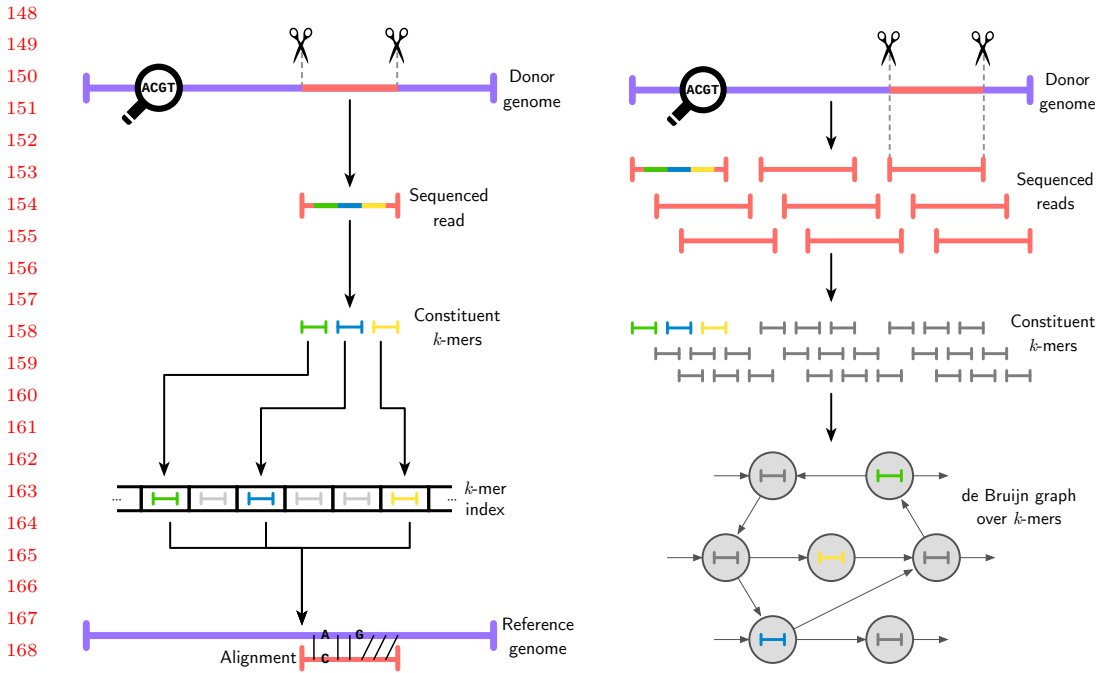 148
149
150
151
152
153
154
155
156
157
158
159
160
161
162
163
164
165
166
167
168
ACGT
Donor
genome
Sequenced
read
Constituent
k-mers
...
...
k-mer
index
A
G
Reference
genome
Alignment
C
ACGT
Donor
genome
Sequenced
reads
Constituent
k-mers
de Bruijn graph
over k-mers